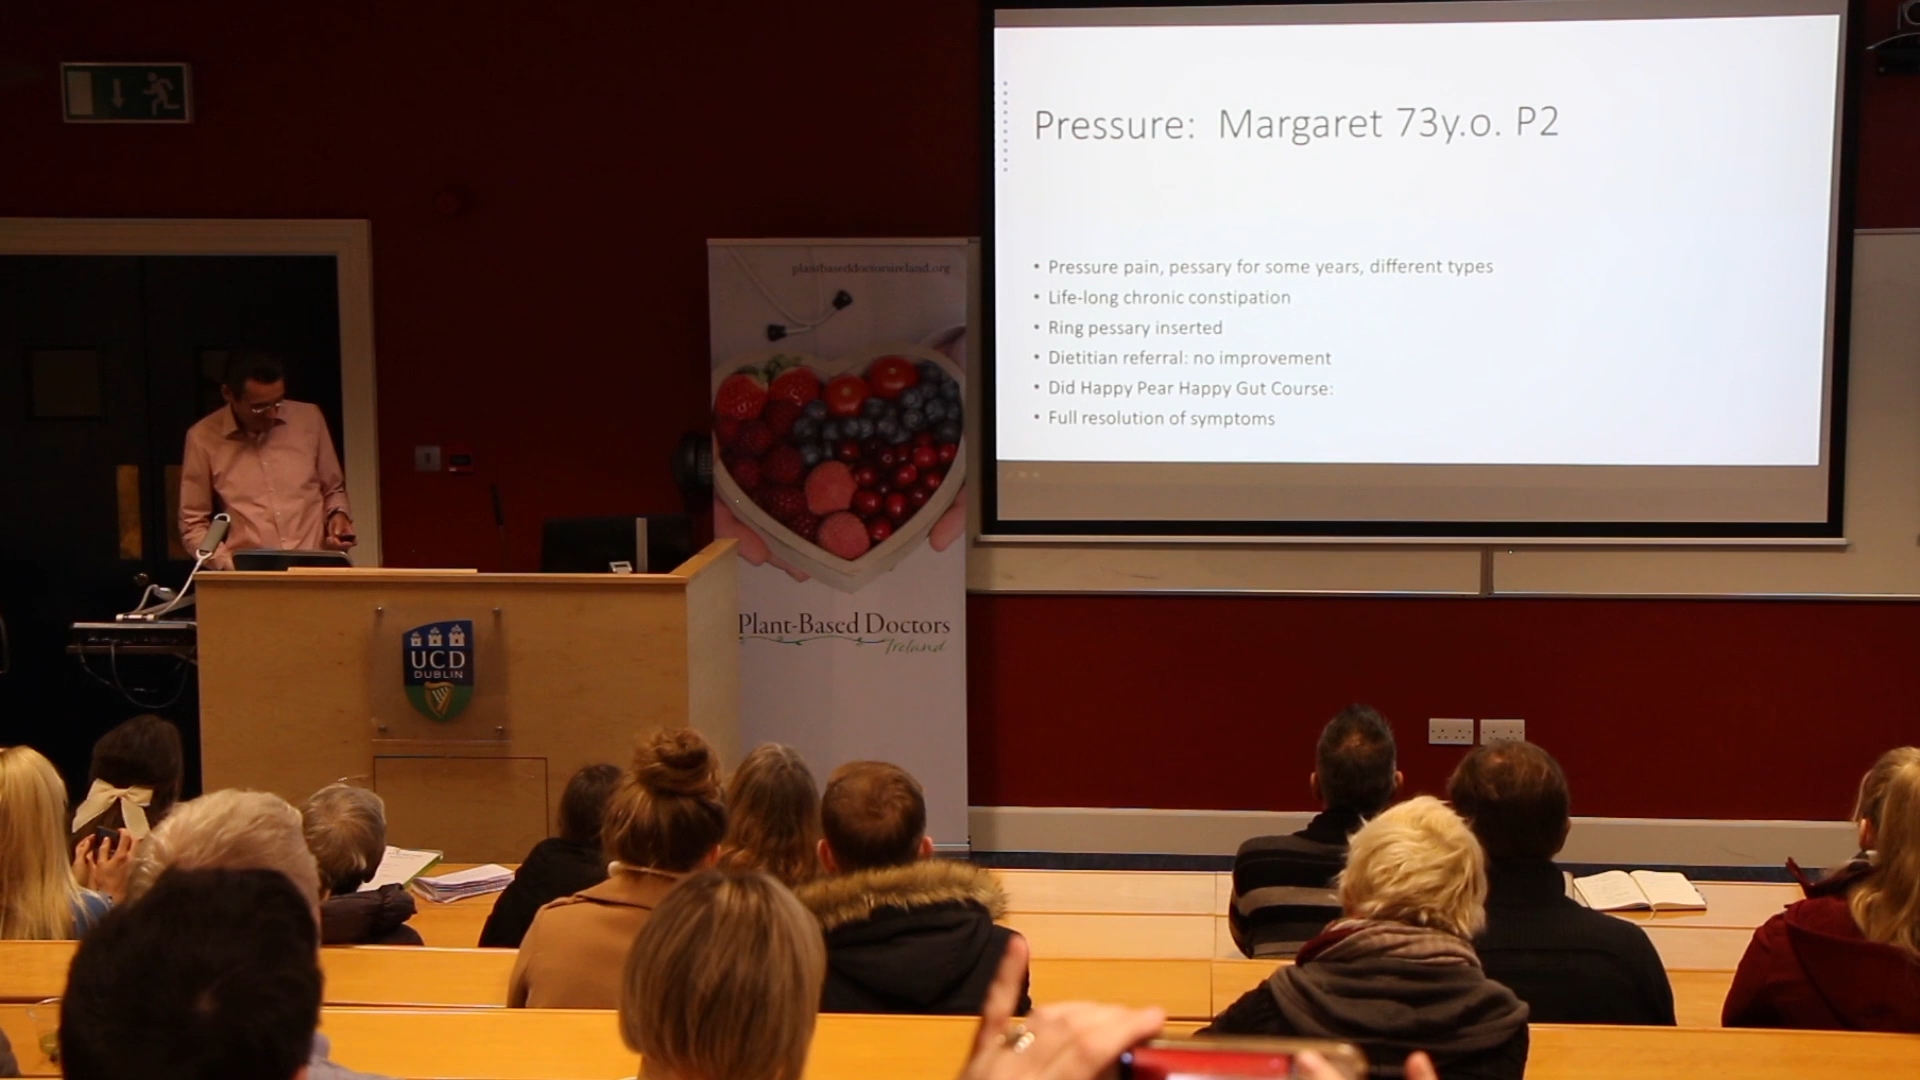 Pressure: Margaret 73y.o. P2
• Pressure pain, pessary for some years, different types
• Life-long chronic constipation
• Ring pessary inserted
• Dietitian referral: no improvement
• Did Happy Pear Happy Gut Course:
• Full resolution of symptoms
plantbaseddoctorsireland.org
Plant-Based Doctors
Ireland
UCD
DUBLIN